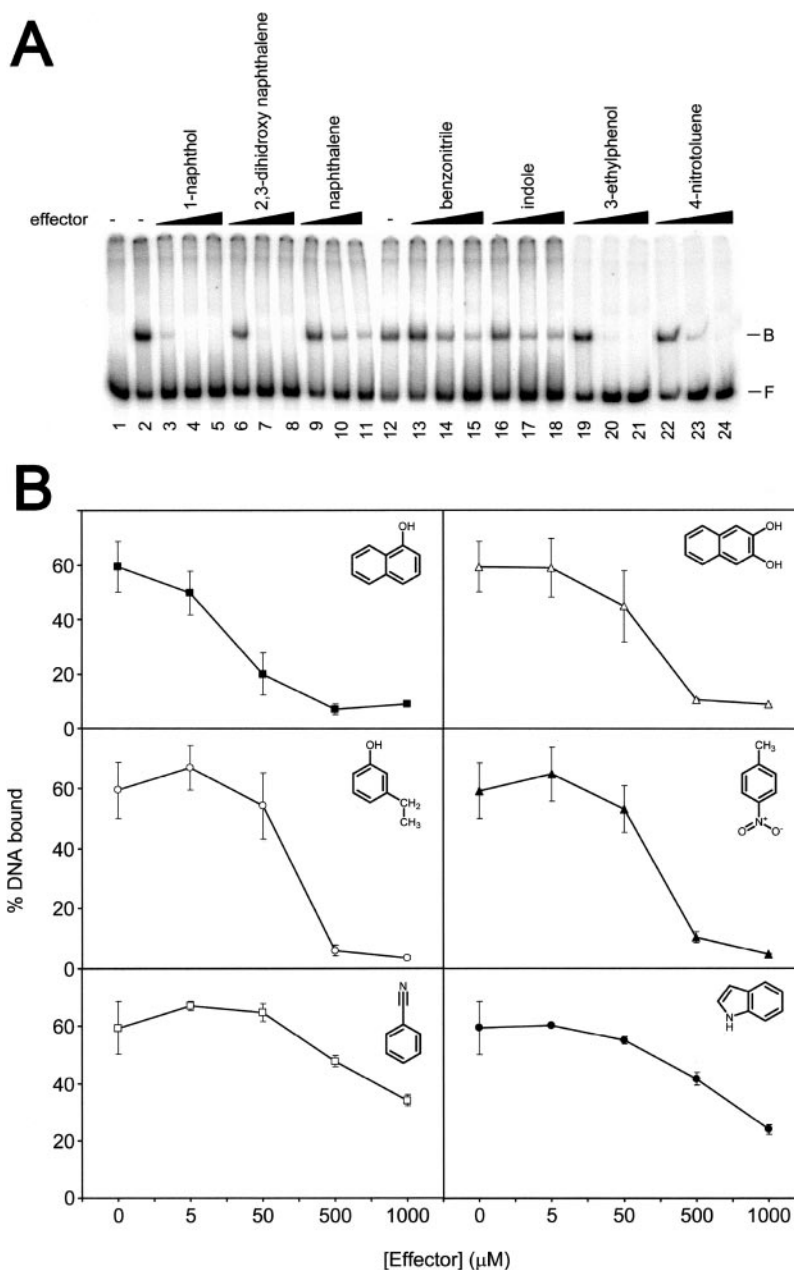 A
1-naphthol
2,3-dihidroxy naphthalene
naphthalene
benzonitrile
indole
3-ethylphenol
4-nitrotoluene
effector - - -
B
F
1 2 3 4 5 6 7 8 9 10 11 12 13 14 15 16 17 18 19 20 21 22 23 24
B
OH
OH
OH
60
40
20
0
OH
CH2
CH3
CH3
N+
O
O-
60
40
20
0
N
N
H
60
40
20
0
% DNA bound
0 5 50 500 1000 0 5 50 500 1000
[Effector] (µM)